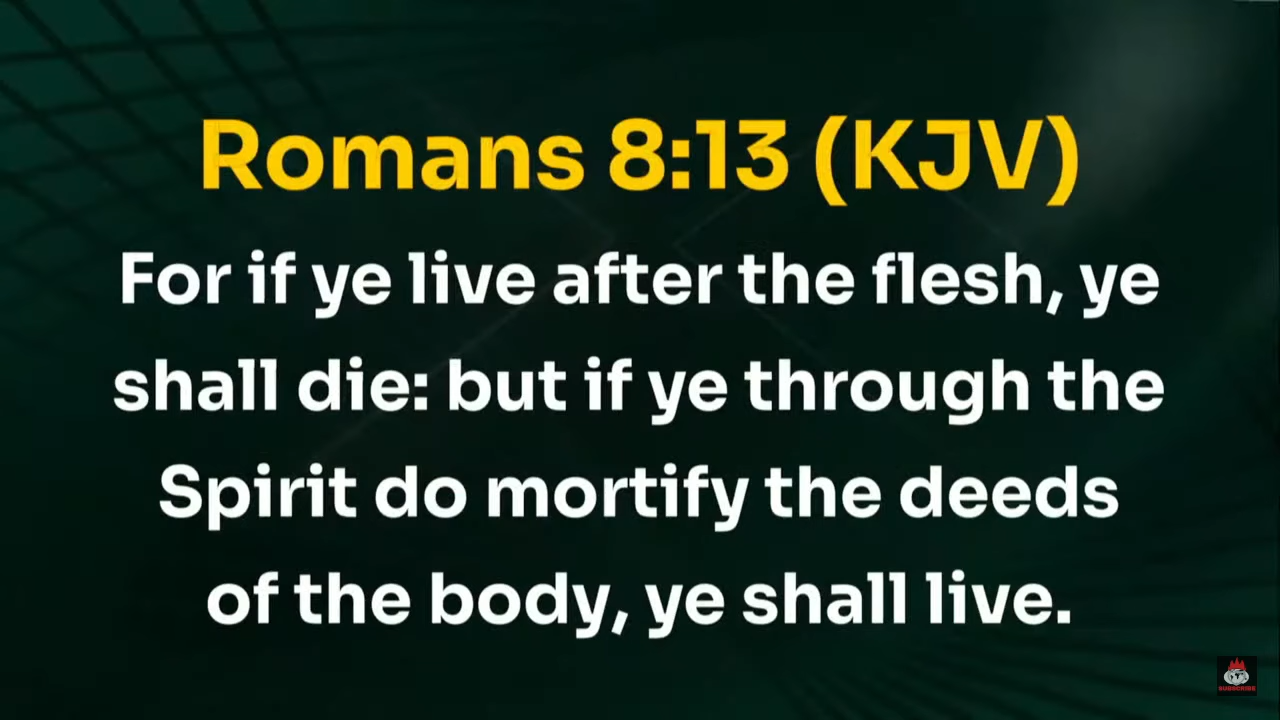 Romans 8:13 (KJV)
For if ye live after the flesh, ye
shall die: but if ye through the
Spirit do mortify the deeds
of the body, ye shall live.
SUBSCRIBE